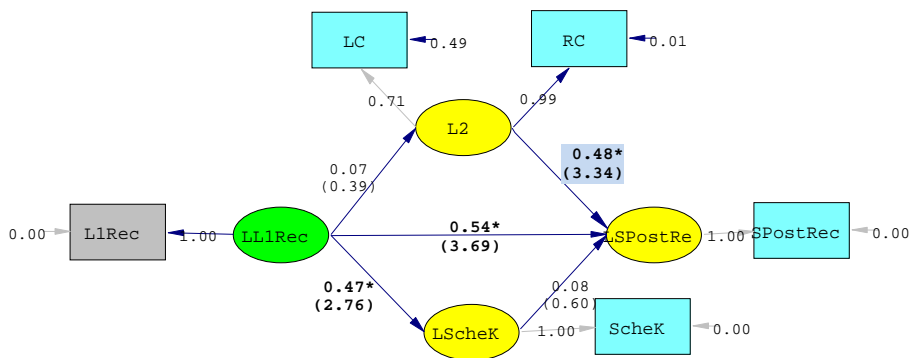 LC
0.49
RC
0.01
0.71
0.99
L2
0.48*
(3.34)
0.07
(0.39)
0.00
L1Rec
1.00
LL1Rec
0.54*
(3.69)
LSPostRe
1.00
SPostRec
0.00
0.47*
(2.76)
0.08
(0.60)
LScheK
1.00
ScheK
0.00